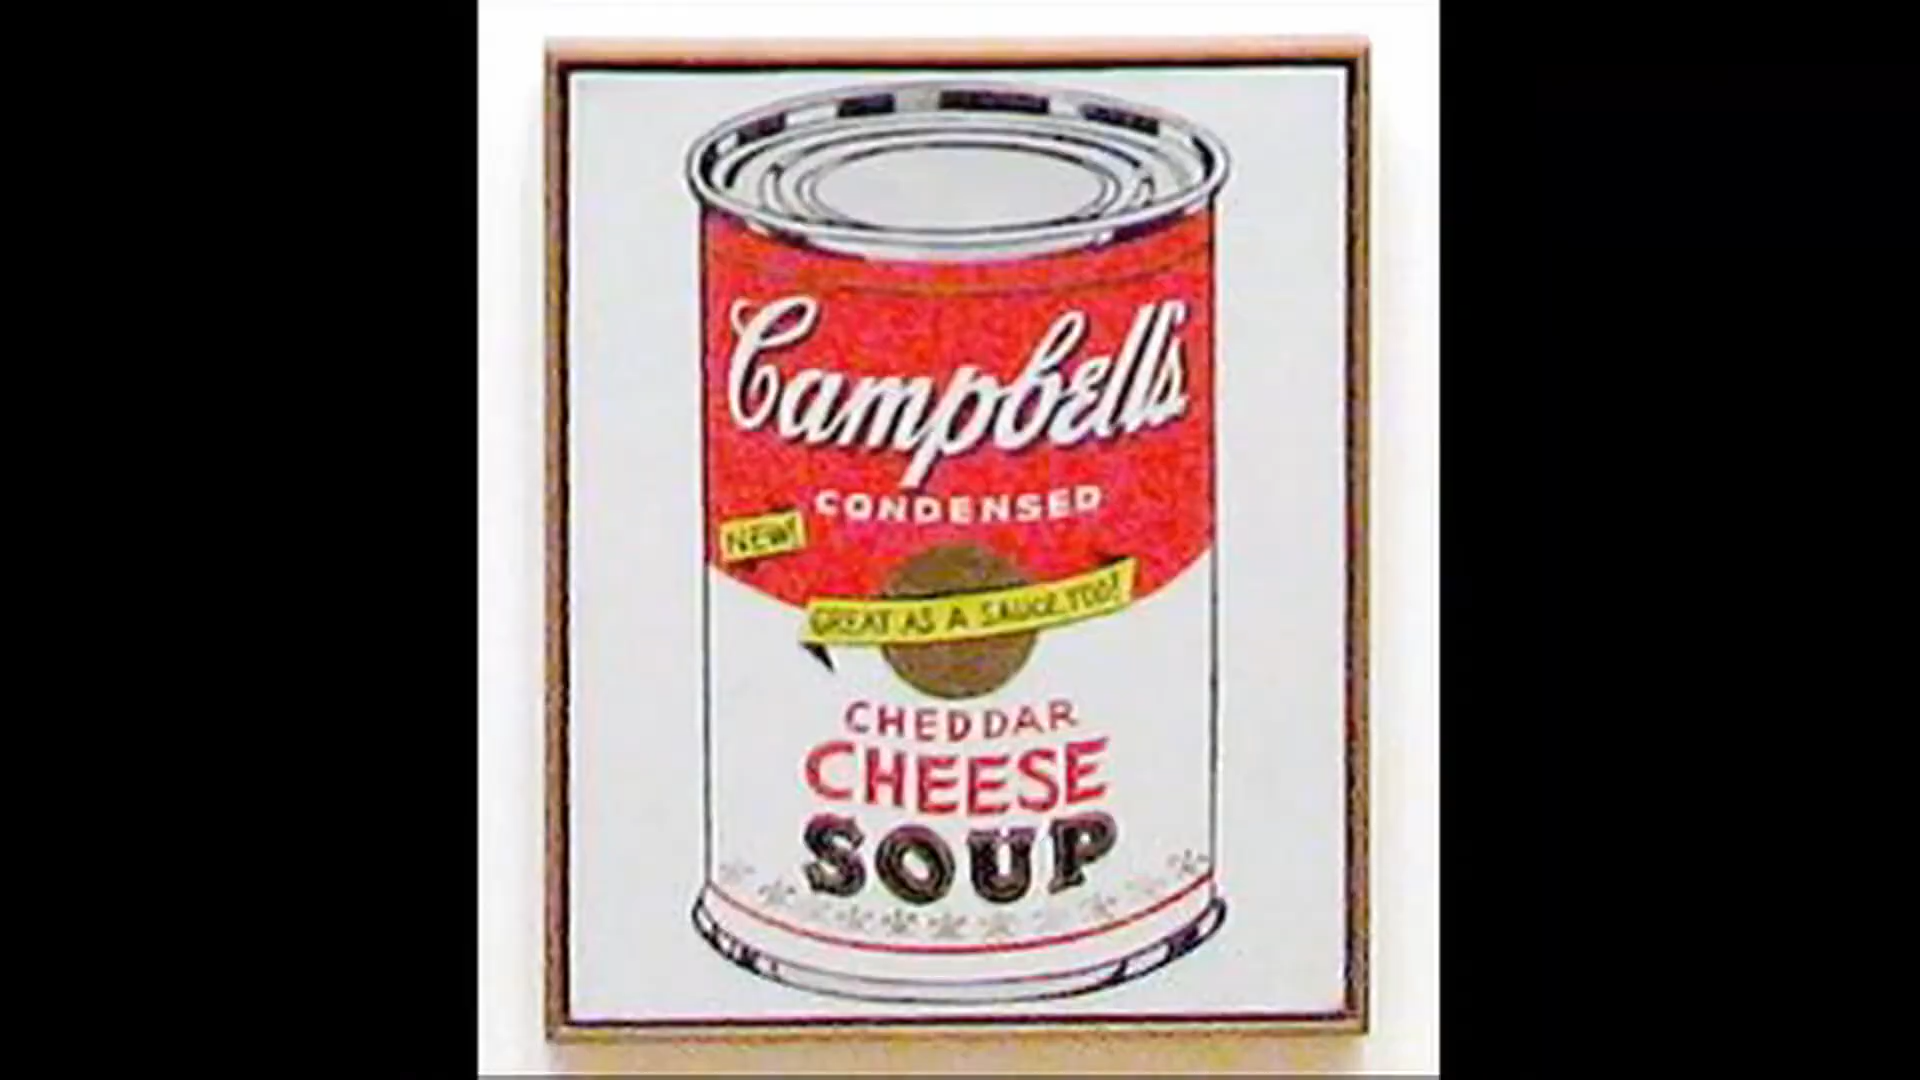 Campbell's
CONDENSED
NEW!
GREAT AS A SAUCE TOO!
CHEDDAR
CHEESE
SOUP